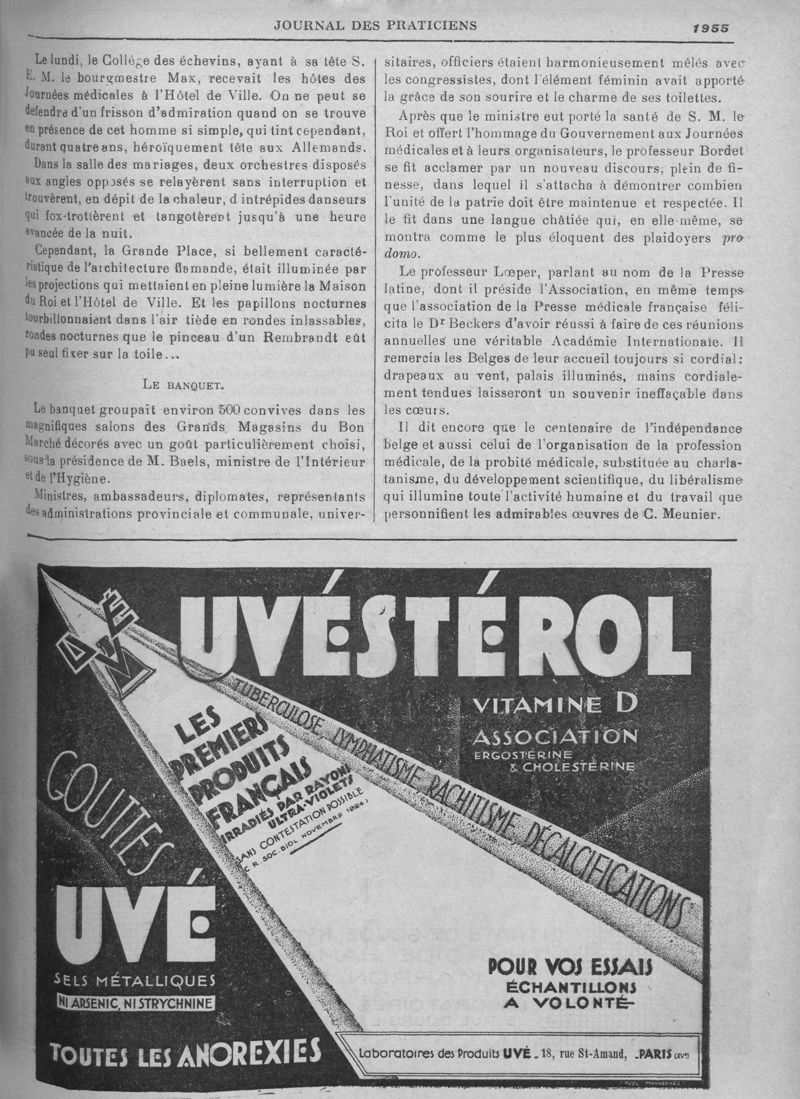 JOURNAL DES PRATICIENS
1955
Le lundi, le Collège des échevins, ayant à sa tête S.
E. M. le bourgmestre Max, recevait les hôtes des
Journées médicales à l'Hôtel de Ville. On ne peut se
defendre d'un frisson d'admiration quand on se trouve
en présence de cet homme si simple, qui tint cependant,
durant quatre ans, héroïquement tête aux Allemands.
Dans la salle des mariages, deux orchestres disposés
aux angles opposés se relayèrent sans interruption et
trouvèrent, en dépit de la chaleur, d intrépides danseurs
qui fox-trottèrent et tangotèrent jusqu'à une heure
avancée de la nuit.
Cependant, la Grande Place, si bellement caracté-
ristique de l'architecture flamande, était illuminée par
les projections qui mettaient en pleine lumière la Maison
du Roi et l'Hôtel de Ville. Et les papillons nocturnes
tourbillonnaient dans l'air tiède en rondes inlassables,
rondes nocturnes que le pinceau d'un Rembrandt eût
pu seul fixer sur la toile...
LE BANQUET.
Le banquet groupait environ 500 convives dans les
magnifiques salons des Grands, Magasins du Bon
Marché décorés avec un goût particulièrement choisi,
sous la présidence de M. Baels, ministre de l'Intérieur
et de l'Hygiène.
Ministres, ambassadeurs, diplomates, représentants
des administrations provinciale et communale, univer-
sitaires, officiers étaient harmonieusement mêlés avec
les congressistes, dont l'élément féminin avait apporté
la grâce de son sourire et le charme de ses toilettes.
Après que le ministre eut porté la santé de S. M. le
Roi et offert l'hommage du Gouvernement aux Journées
médicales et à leurs organisateurs, le professeur Bordet
se fit acclamer par un nouveau discours, plein de fi-
nesse, dans lequel il s'attacha à démontrer combien
l'unité de la patrie doit être maintenue et respectée. Il
le fit dans une langue châtiée qui, en elle-même, se
montra comme le plus éloquent des plaidoyers pro
domo.
Le professeur Lœper, parlant au nom de la Presse
latine, dont il préside l'Association, en même temps
que l'association de la Presse médicale française féli-
cita le Dr Beckers d'avoir réussi à faire de ces réunions
annuelles une véritable Académie Internationale. Il
remercia les Belges de leur accueil toujours si cordial:
drapeaux au vent, palais illuminés, mains cordiale-
ment tendues laisseront un souvenir ineffaçable dans
les cœurs.
Il dit encore que le centenaire de l'indépendance
belge et aussi celui de l'organisation de la profession
médicale, de la probité médicale, substituée au charla-
tanisme, du développement scientifique, du libéralisme
qui illumine toute l'activité humaine et du travail que
personnifient les admirables œuvres de C. Meunier.
UVÉSTÉROL
VITAMINE D
ASSOCIATION
ERGOSTÉRINE
& CHOLESTÉRINE
TUBERCULOSE, LYMPHATISME, RACHITISME, DÉCALCIFICATIONS
LES
PREMIERS
PRODUITS
FRANÇAIS
IRRADIÉS PAR RAYONS
ULTRA-VIOLETS
SANS CONTESTATION POSSIBLE
C. R. SOC. BIOL. NOVEMBRE 1924)
GOUTTES
UVÉ
SELS MÉTALLIQUES
NI ARSENIC, NI STRYCHNINE
TOUTES LES ANOREXIES
POUR VOS ESSAIS
ÉCHANTILLONS
A VOLONTÉ
Laboratoires des Produits UVÉ - 18, rue St-Amand, - PARIS (XVe)